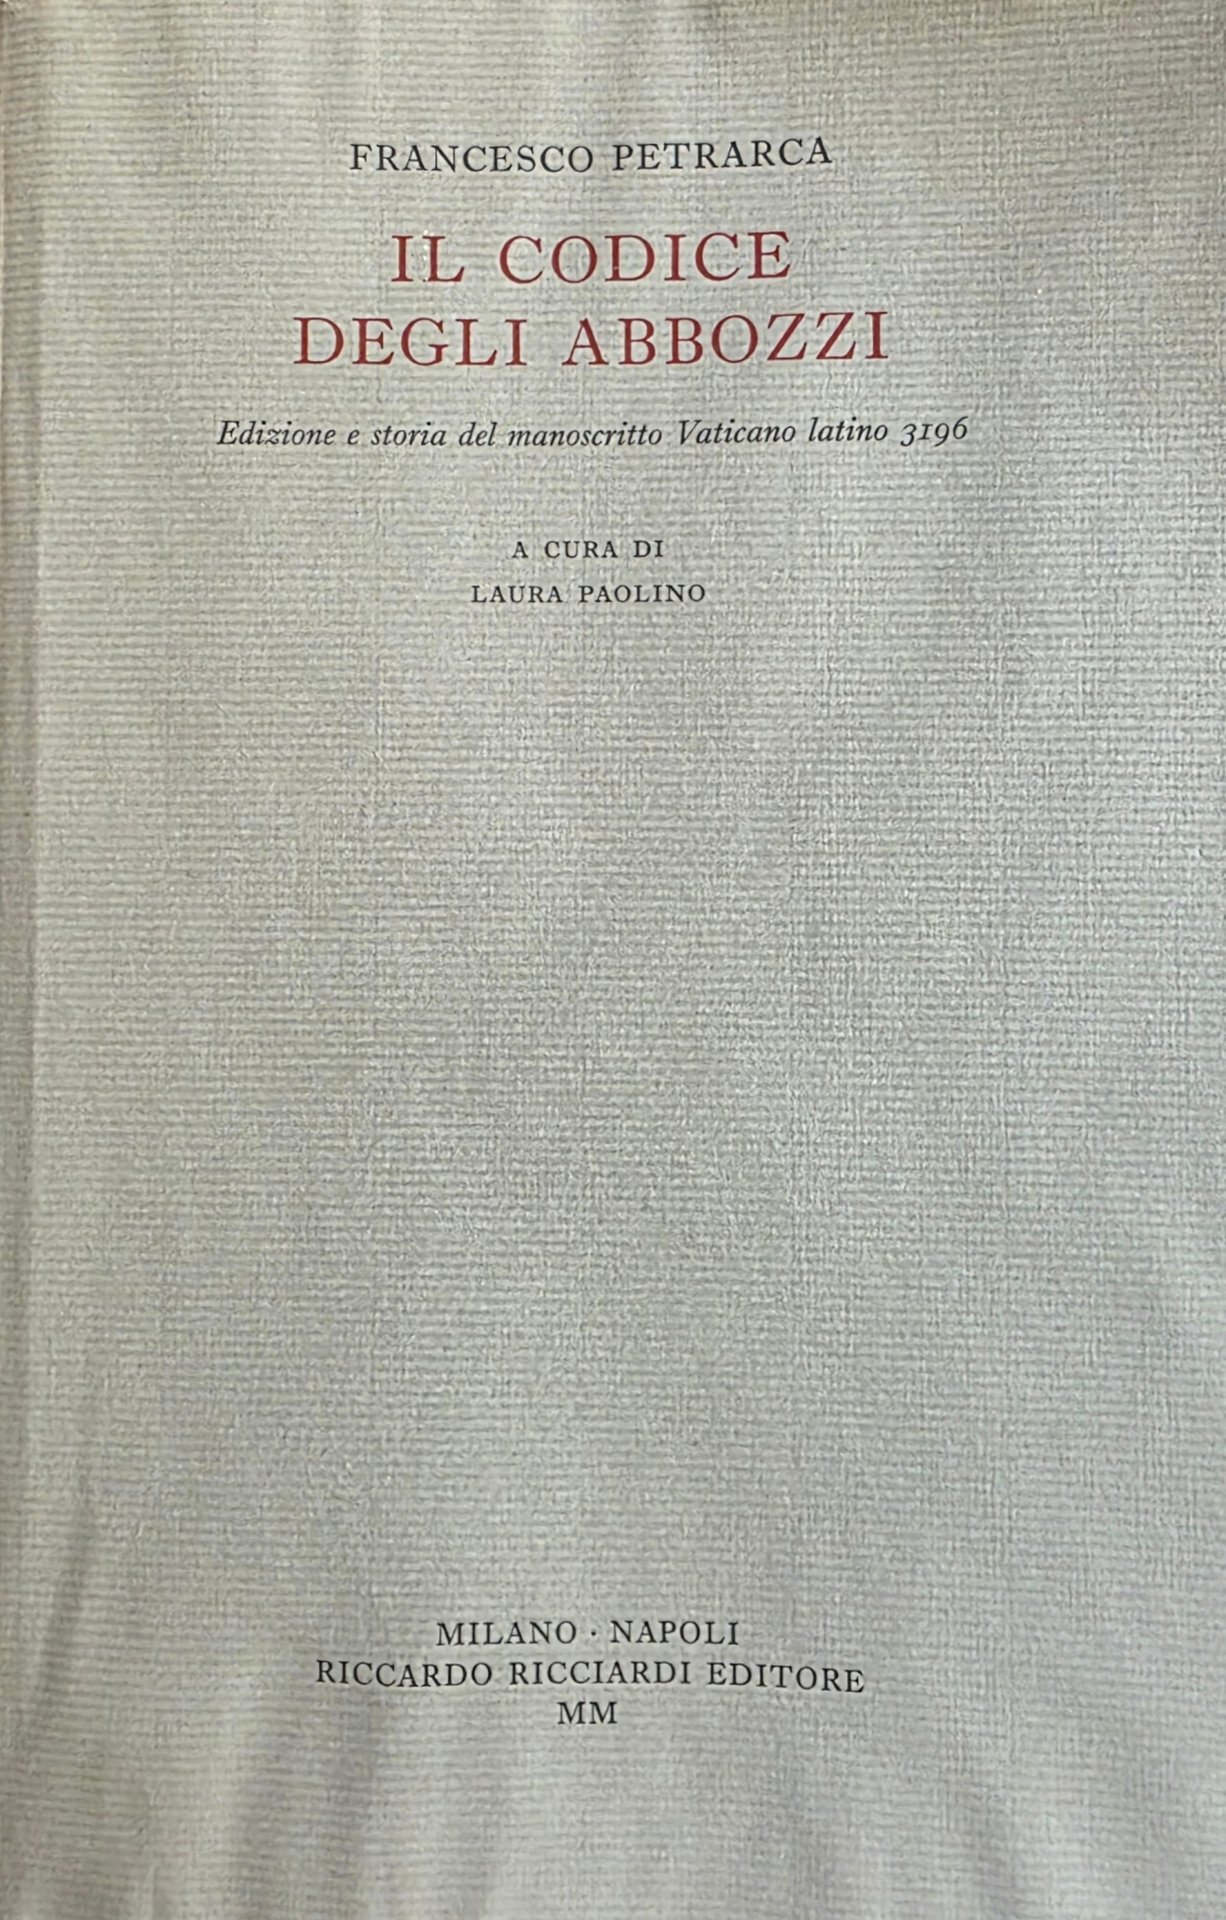 FRANCESCO PETRARCA
IL CODICE
DEGLI ABBOZZI
Edizione e storia del manoscritto Vaticano latino 3196
A CURA DI
LAURA PAOLINO
MILANO · NAPOLI
RICCARDO RICCIARDI EDITORE
MM